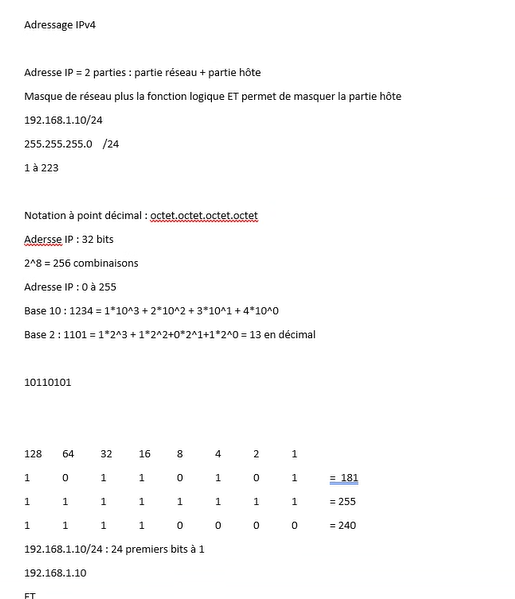 Adressage IPv4
Adresse IP = 2 parties : partie réseau + partie hôte
Masque de réseau plus la fonction logique ET permet de masquer la partie hôte
192.168.1.10/24
255.255.255.0 /24
1 à 223
Notation à point décimal : octet.octet.octet.octet
Adersse IP : 32 bits
2^8 = 256 combinaisons
Adresse IP : 0 à 255
Base 10 : 1234 = 1*10^3 + 2*10^2 + 3*10^1 + 4*10^0
Base 2 : 1101 = 1*2^3 + 1*2^2+0*2^1+1*2^0 = 13 en décimal
10110101
128 64 32 16 8 4 2 1
1 0 1 1 0 1 0 1 = 181
1 1 1 1 1 1 1 1 = 255
1 1 1 1 0 0 0 0 = 240
192.168.1.10/24 : 24 premiers bits à 1
192.168.1.10
ET